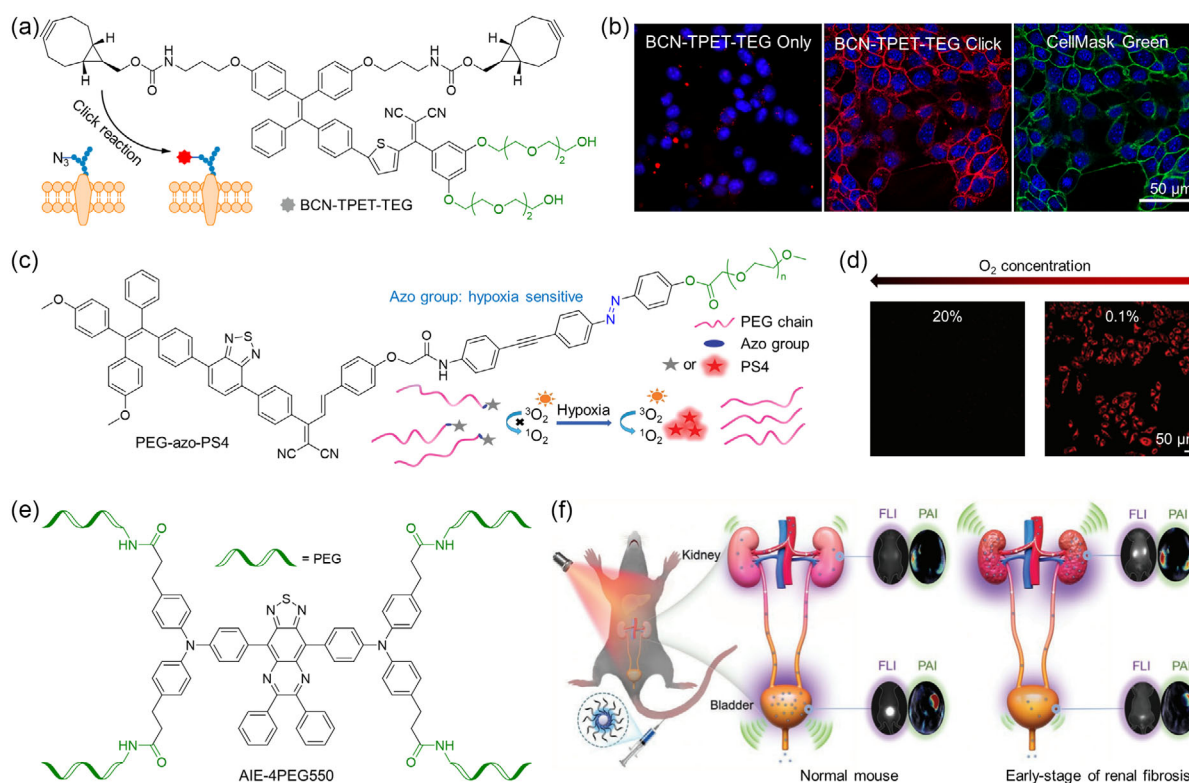 (a)
H
H
O
O
N
H
O
O
N
H
O
O
H
H
Click reaction
N3
NC
CN
S
O
O
2
OH
O
O
2
OH
BCN-TPET-TEG
(b)
BCN-TPET-TEG Only
BCN-TPET-TEG Click
CellMask Green
50 µm
(c)
Azo group: hypoxia sensitive
O
O
N
S
N
O
O
N
H
N
N
O
O
O
n
NC
CN
PEG-azo-PS4
PEG chain
Azo group
or
PS4
3O2
1O2
Hypoxia
3O2
1O2
(d)
O2 concentration
20%
0.1%
50 µm
(e)
O
NH
O
HN
= PEG
S
N
N
N
N
N
N
NH
O
O
HN
AIE-4PEG550
(f)
Kidney
Bladder
FLI
PAI
FLI
PAI
FLI
PAI
FLI
PAI
Normal mouse
Early-stage of renal fibrosis